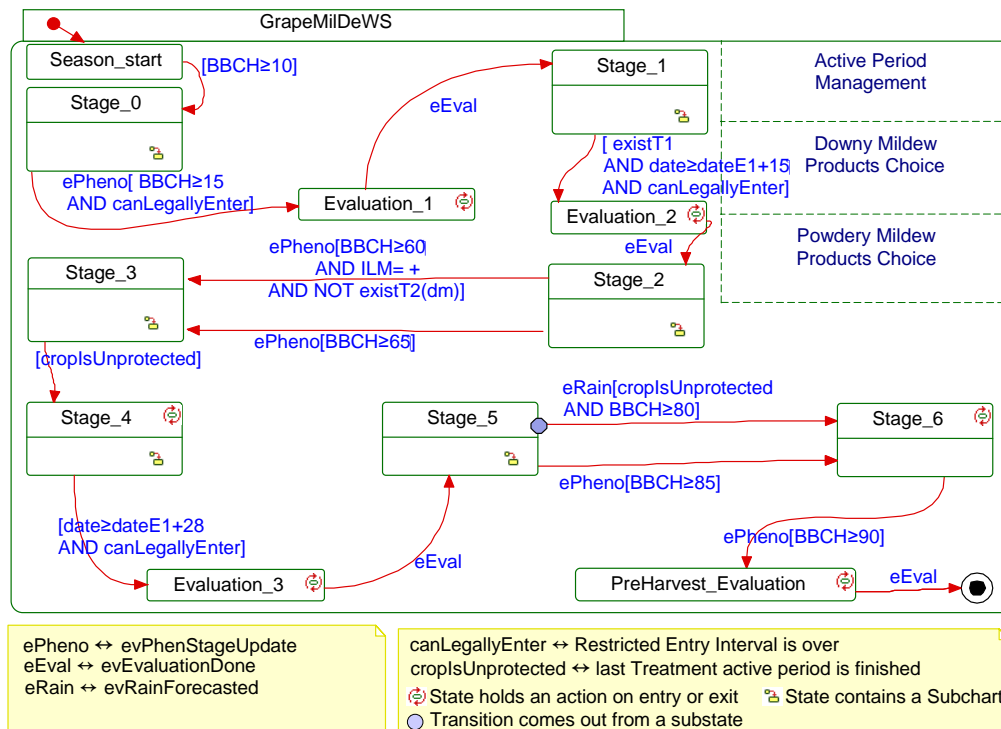 GrapeMilDeWS
Season_start
[BBCH≥10]
Stage_0
ePheno[ BBCH≥15
AND canLegallyEnter]
Evaluation_1
eEval
Stage_1
[ existT1
AND date≥dateE1+15
AND canLegallyEnter]
Evaluation_2
eEval
Active Period
Management
Downy Mildew
Products Choice
Powdery Mildew
Products Choice
Stage_2
ePheno[BBCH≥60
AND ILM= +
AND NOT existT2(dm)]
ePheno[BBCH≥65]
Stage_3
[cropIsUnprotected]
Stage_4
[date≥dateE1+28
AND canLegallyEnter]
Evaluation_3
eEval
Stage_5
eRain[cropIsUnprotected
AND BBCH≥80]
ePheno[BBCH≥85]
Stage_6
ePheno[BBCH≥90]
PreHarvest_Evaluation
eEval
ePheno ↔ evPhenStageUpdate
eEval ↔ evEvaluationDone
eRain ↔ evRainForecasted
canLegallyEnter ↔ Restricted Entry Interval is over
cropIsUnprotected ↔ last Treatment active period is finished
State holds an action on entry or exit
State contains a Subchart
Transition comes out from a substate